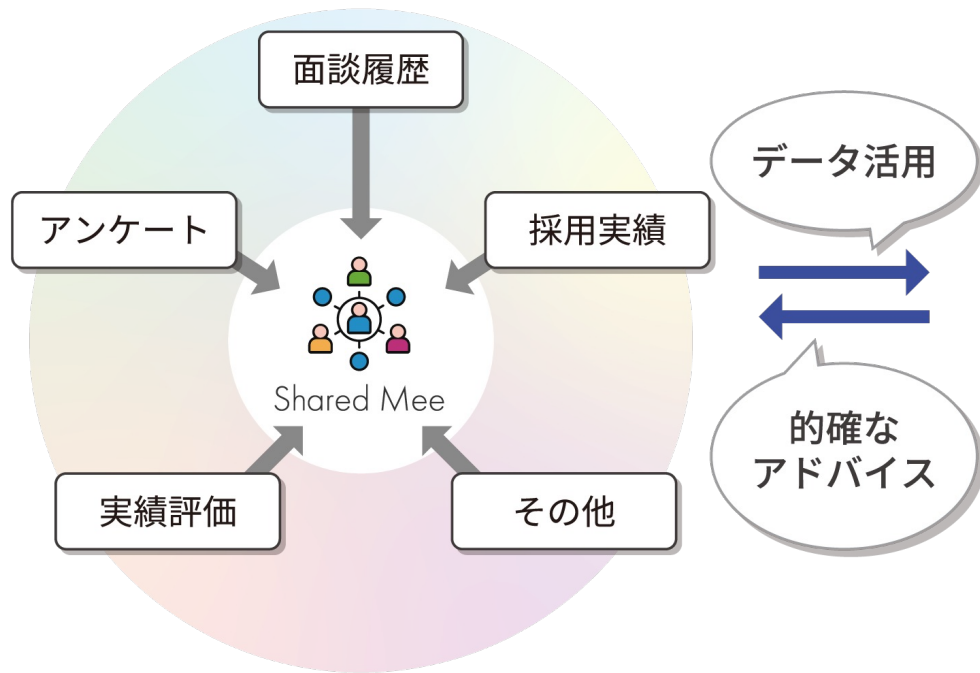 面談履歴
アンケート
採用実績
Shared Mee
実績評価
その他
データ活用
的確な
アドバイス